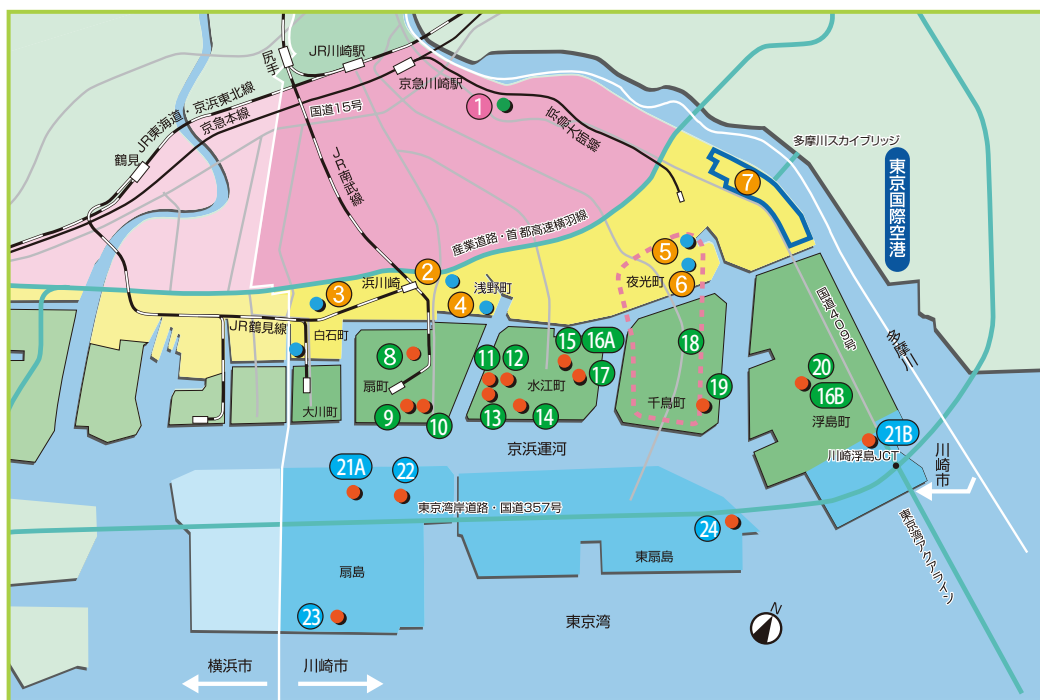 JR川崎駅
尻手
京急川崎駅
JR東海道・京浜東北線
京急本線
国道15号
鶴見
1
京急大師線
多摩川スカイブリッジ
JR南武線
7
東京国際空港
産業道路・首都高速横羽線
5
6
夜光町
2
浜川崎
浅野町
3
4
JR鶴見線
白石町
国道409号
多摩川
8
扇町
9
10
11
12
13
14
15
16A
17
水江町
18
19
千鳥町
20
16B
浮島町
大川町
京浜運河
21B
川崎浮島JCT
川崎市
21A
22
東京湾岸道路・国道357号
24
東扇島
東京湾アクアライン
扇島
23
東京湾
N
横浜市
川崎市